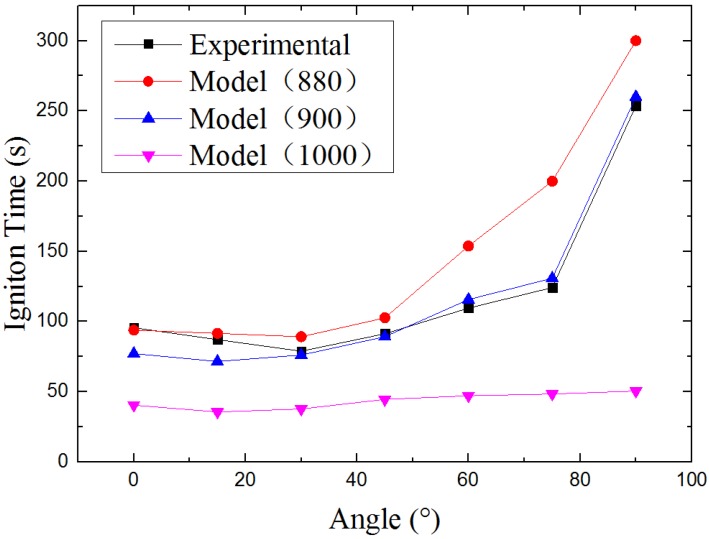 Experimental
Model（880）
Model（900）
Model（1000）
300
250
200
150
100
50
0
Igniton Time (s)
0 20 40 60 80 100
Angle (°)